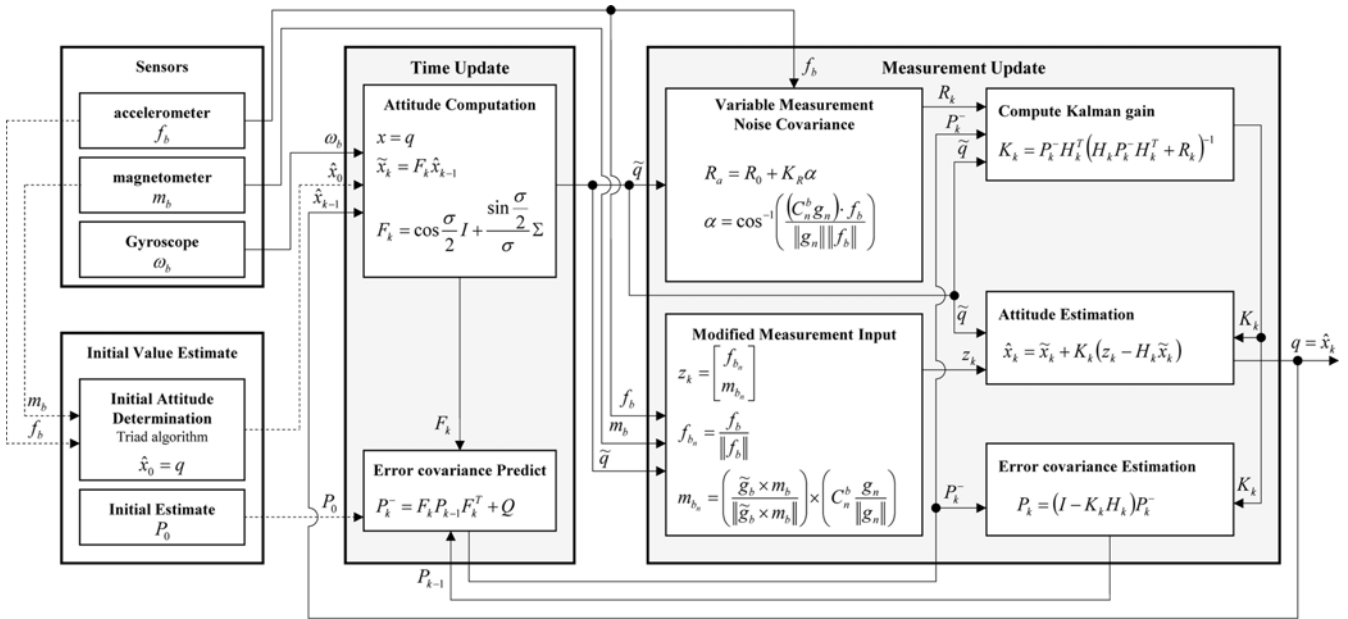 Sensors
accelerometer
f_b
magnetometer
m_b
Gyroscope
ω_b
Initial Value Estimate
Initial Attitude
Determination
Triad algorithm
x̂_0 = q
Initial Estimate
P_0
m_b
f_b
Time Update
Attitude Computation
x = q
x̃_k = F_k x̂_{k−1}
F_k = cos σ/2 I + (sin σ/2)/σ Σ
ω_b
x̂_0
x̂_{k−1}
F_k
Error covariance Predict
P_k^− = F_k P_{k−1} F_k^T + Q
P_0
P_{k−1}
Measurement Update
f_b
q̃
Variable Measurement
Noise Covariance
R_a = R_0 + K_R α
α = cos^{−1}( ((C_n^b g_n) · f_b) / (‖g_n‖ ‖f_b‖) )
Modified Measurement Input
z_k = [f_{b_n} m_{b_n}]
f_{b_n} = f_b / ‖f_b‖
m_{b_n} = ( (g̃_b × m_b) / ‖g̃_b × m_b‖ ) × ( C_n^b g_n / ‖g_n‖ )
f_b
m_b
q̃
R_k
P_k^−
q̃
Compute Kalman gain
K_k = P_k^− H_k^T (H_k P_k^− H_k^T + R_k)^{−1}
q̃
z_k
Attitude Estimation
x̂_k = x̃_k + K_k (z_k − H_k x̃_k)
K_k
q = x̂_k
P_k^−
Error covariance Estimation
P_k = (I − K_k H_k) P_k^−
K_k